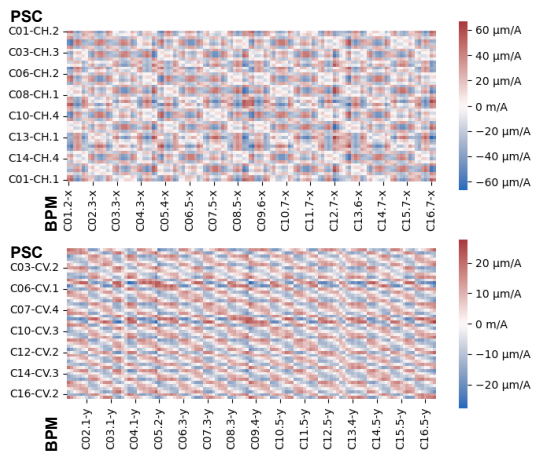 PSC
C01-CH.2
C03-CH.3
C06-CH.2
C08-CH.1
C10-CH.4
C13-CH.1
C14-CH.4
C01-CH.1
60 µm/A
40 µm/A
20 µm/A
0 m/A
−20 µm/A
−40 µm/A
−60 µm/A
BPM
C01.2-x
C02.3-x
C03.3-x
C04.3-x
C05.4-x
C06.5-x
C07.5-x
C08.5-x
C09.6-x
C10.7-x
C11.7-x
C12.7-x
C13.6-x
C14.7-x
C15.7-x
C16.7-x
PSC
C03-CV.2
C06-CV.1
C07-CV.4
C10-CV.3
C12-CV.2
C14-CV.3
C16-CV.2
20 µm/A
10 µm/A
0 m/A
−10 µm/A
−20 µm/A
BPM
C02.1-y
C03.1-y
C04.1-y
C05.2-y
C06.3-y
C07.3-y
C08.3-y
C09.4-y
C10.5-y
C11.5-y
C12.5-y
C13.4-y
C14.5-y
C15.5-y
C16.5-y